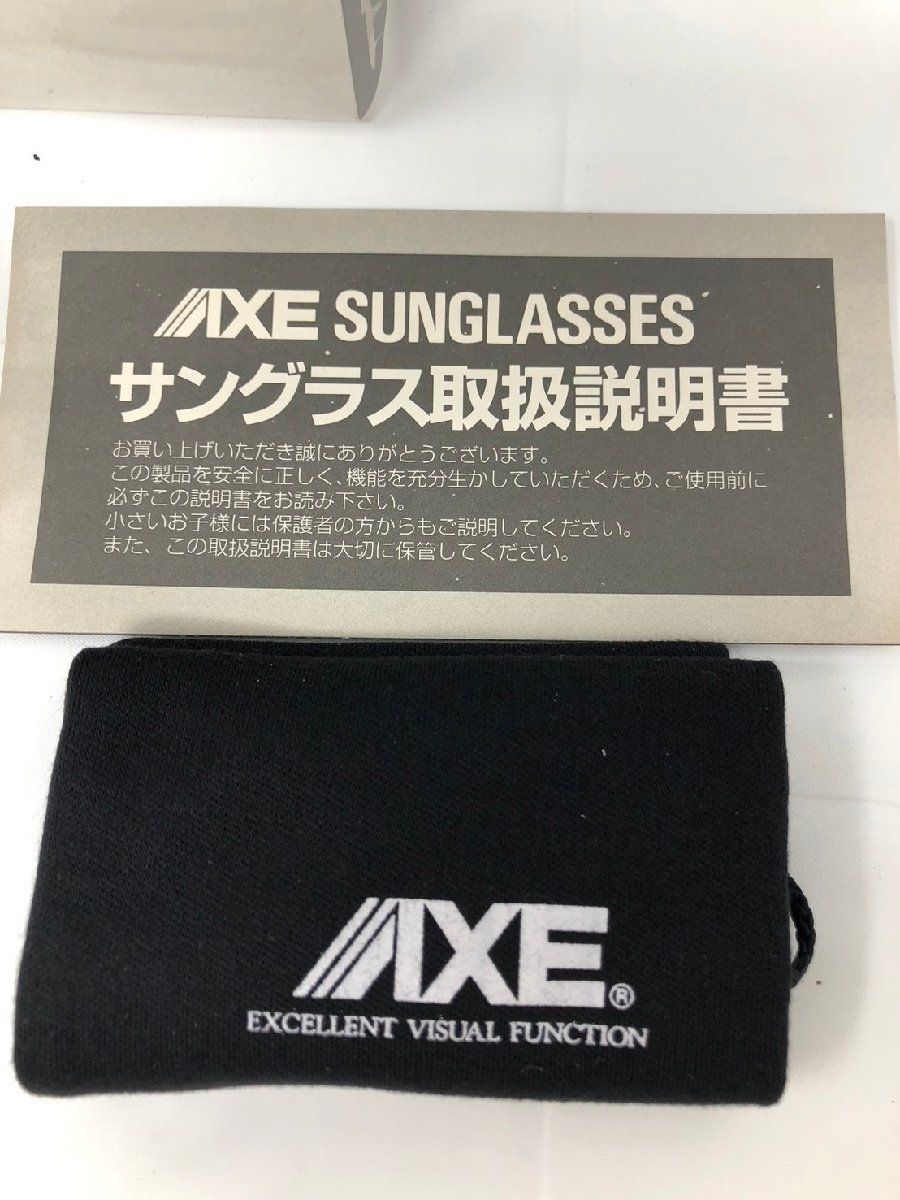 AXE SUNGLASSES
サングラス取扱説明書
お買い上げいただき誠にありがとうございます。
この製品を安全に正しく、機能を充分生かしていただくため、ご使用前に
必ずこの説明書をお読み下さい。
小さいお子様には保護者の方からもご説明してください。
また、この取扱説明書は大切に保管してください。
AXE®
EXCELLENT VISUAL FUNCTION